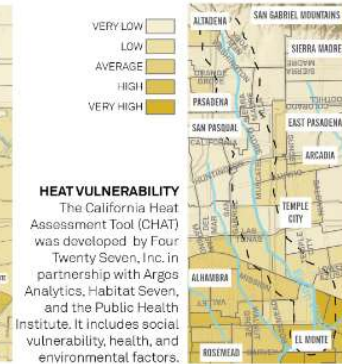 VERY LOW
LOW
AVERAGE
HIGH
VERY HIGH
HEAT VULNERABILITY
The California Heat
Assessment Tool (CHAT)
was developed by Four
Twenty Seven, Inc. in
partnership with Argos
Analytics, Habitat Seven,
and the Public Health
Institute. It includes social
vulnerability, health, and
environmental factors.
ALTADENA
SAN GABRIEL MOUNTAINS
SIERRA MADRE
PASADENA
EAST PASADENA
SAN PASQUAL
ARCADIA
TEMPLE
CITY
ALHAMBRA
EL MONTE
ROSEMEAD